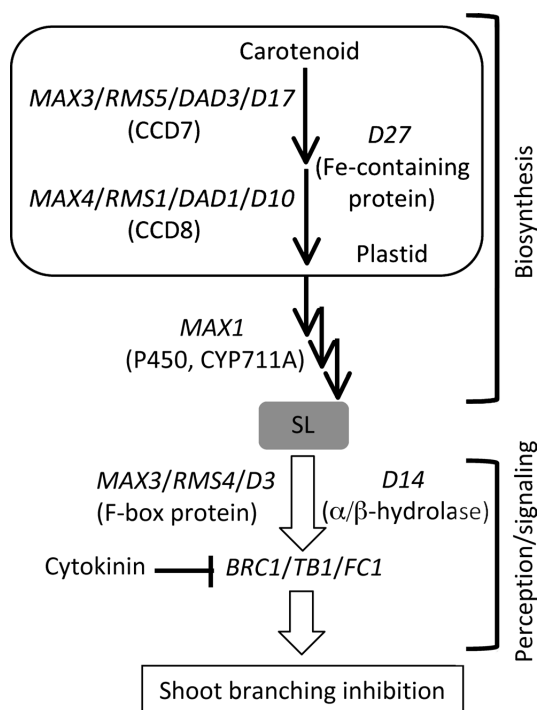 Carotenoid
MAX3/RMS5/DAD3/D17
(CCD7)
D27
(Fe-containing
protein)
MAX4/RMS1/DAD1/D10
(CCD8)
Plastid
Biosynthesis
MAX1
(P450, CYP711A)
SL
MAX3/RMS4/D3
(F-box protein)
D14
(α/β-hydrolase)
Perception/signaling
Cytokinin
BRC1/TB1/FC1
Shoot branching inhibition